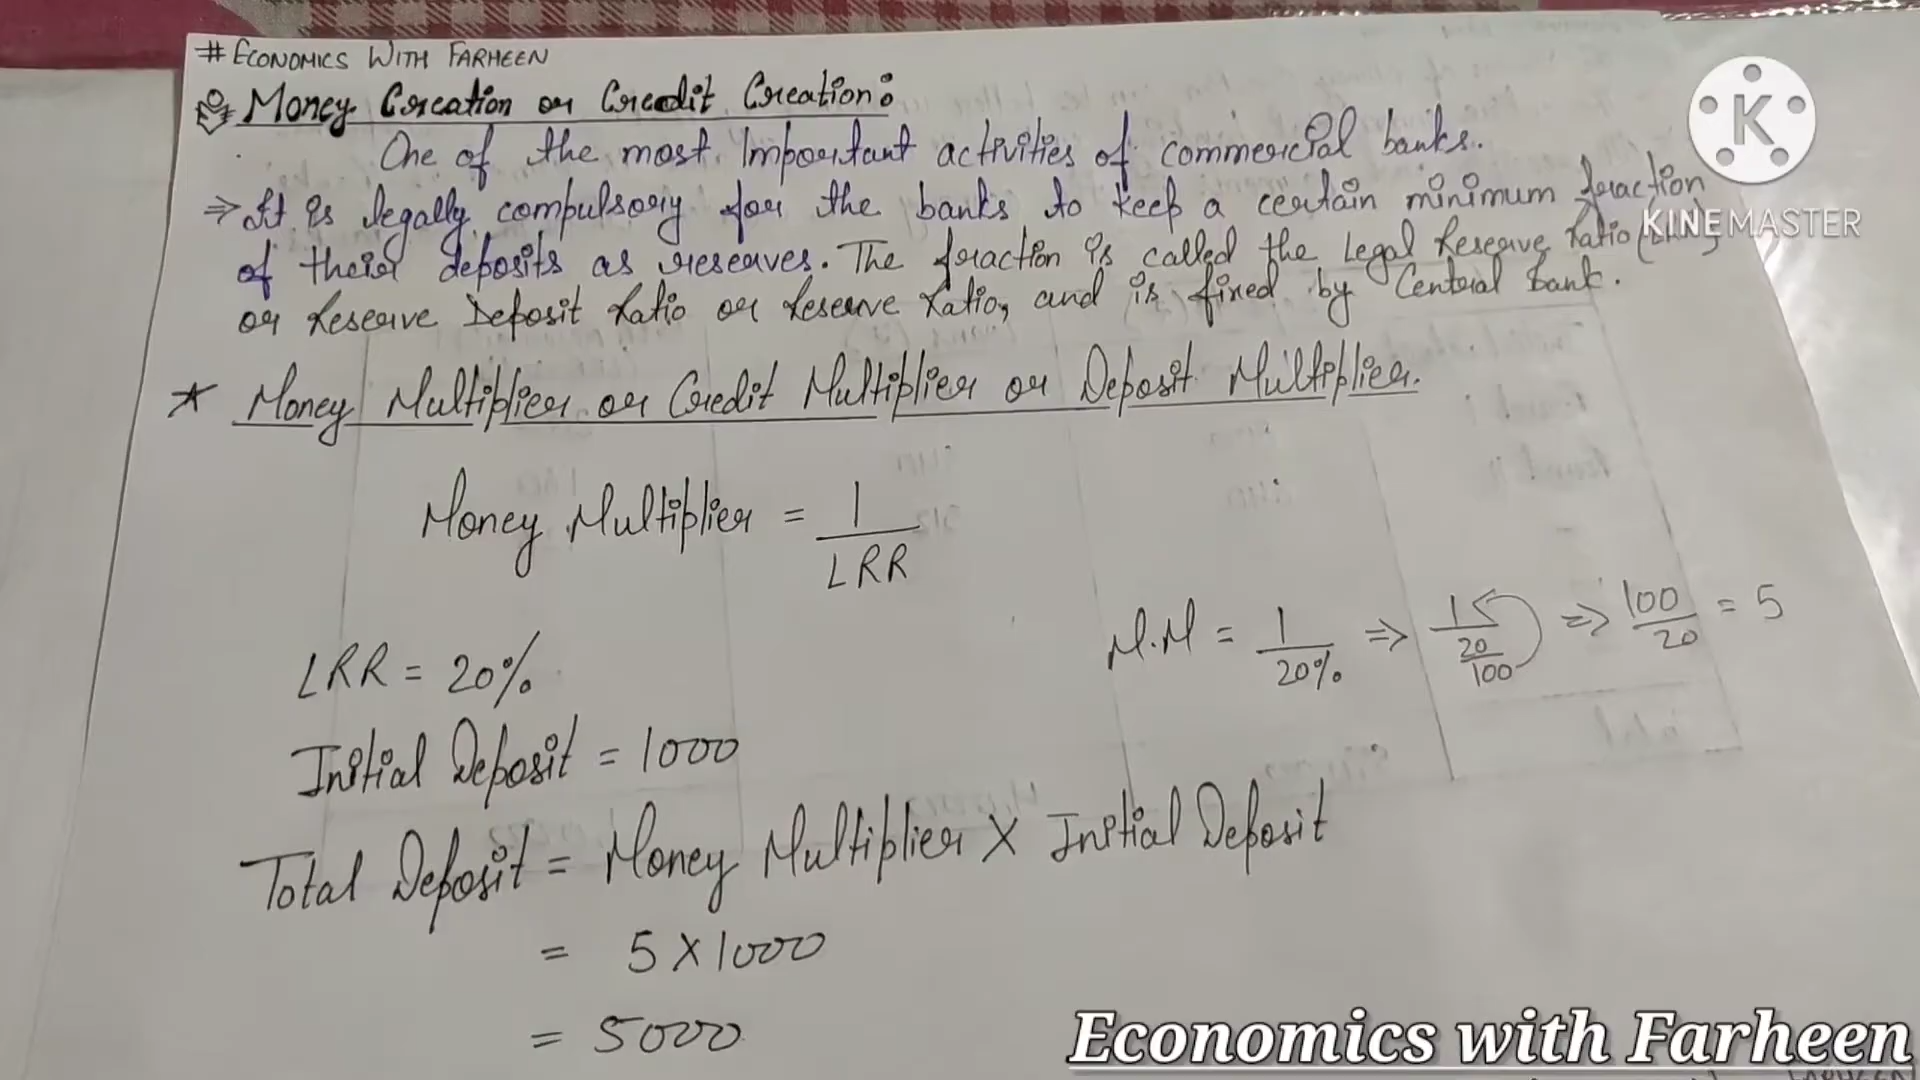 # ECONOMICS WITH FARHEEN
Money Creation or Credit Creation:
One of the most Important activities of commercial banks.
⇒ It is legally compulsory for the banks to keep a certain minimum fraction
of their deposits as reserves. The fraction is called the Legal Reserve Ratio
or Reserve Deposit Ratio or Reserve Ratio, and is fixed by Central Bank.
K
KINEMASTER
* Money Multiplier or Credit Multiplier or Deposit Multiplier.
Money Multiplier = 1/LRR
M.M = 1/20% ⇒ 1/(20/100) ⇒ 100/20 = 5
LRR = 20%
Initial Deposit = 1000
Total Deposit = Money Multiplier X Initial Deposit
= 5 X 1000
= 5000
Economics with Farheen